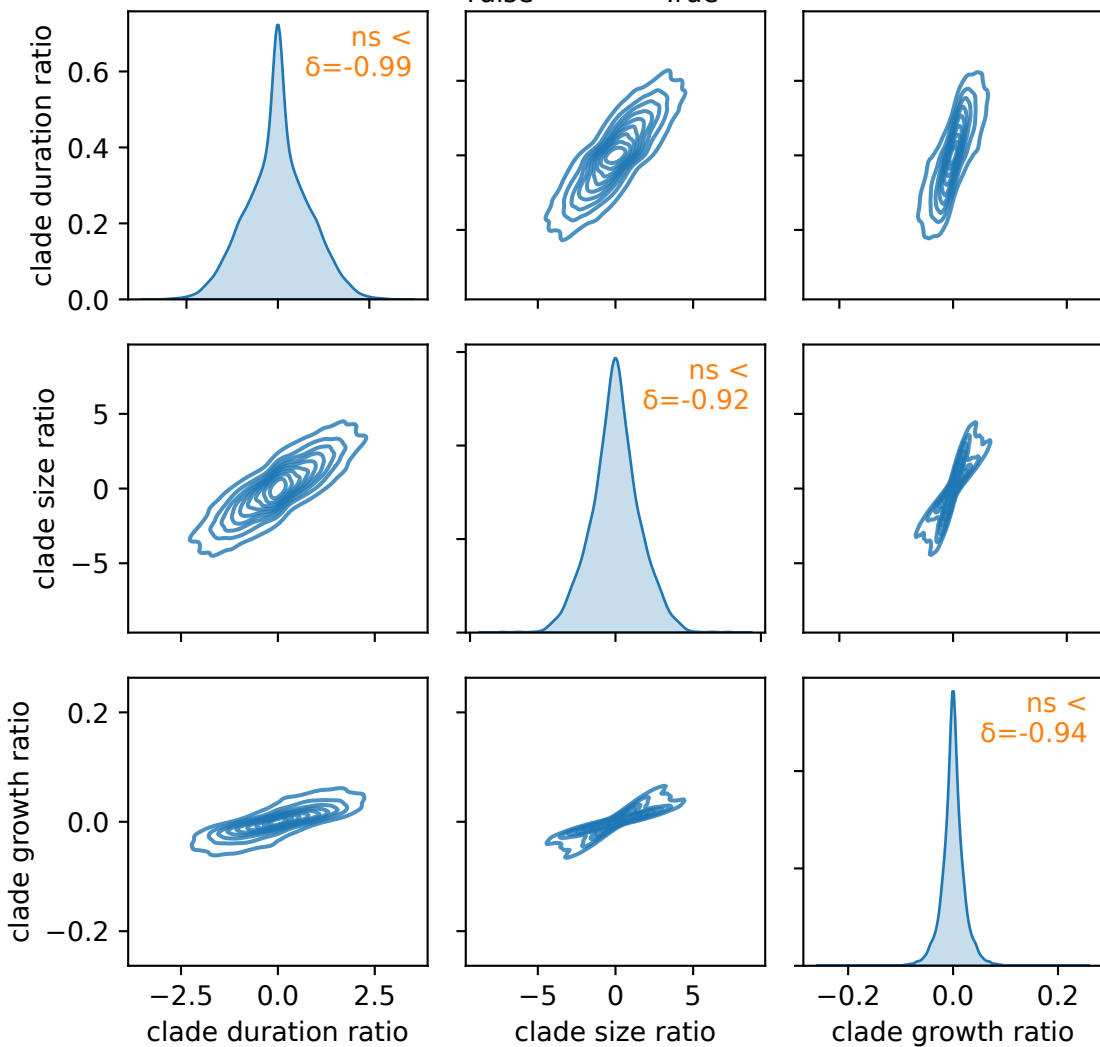 clade duration ratio
0.6
0.4
0.2
0.0
ns <
δ=-0.99
clade size ratio
5
0
−5
ns <
δ=-0.92
clade growth ratio
0.2
0.0
−0.2
ns <
δ=-0.94
−2.5 0.0 2.5
−5 0 5
−0.2 0.0 0.2
clade duration ratio
clade size ratio
clade growth ratio